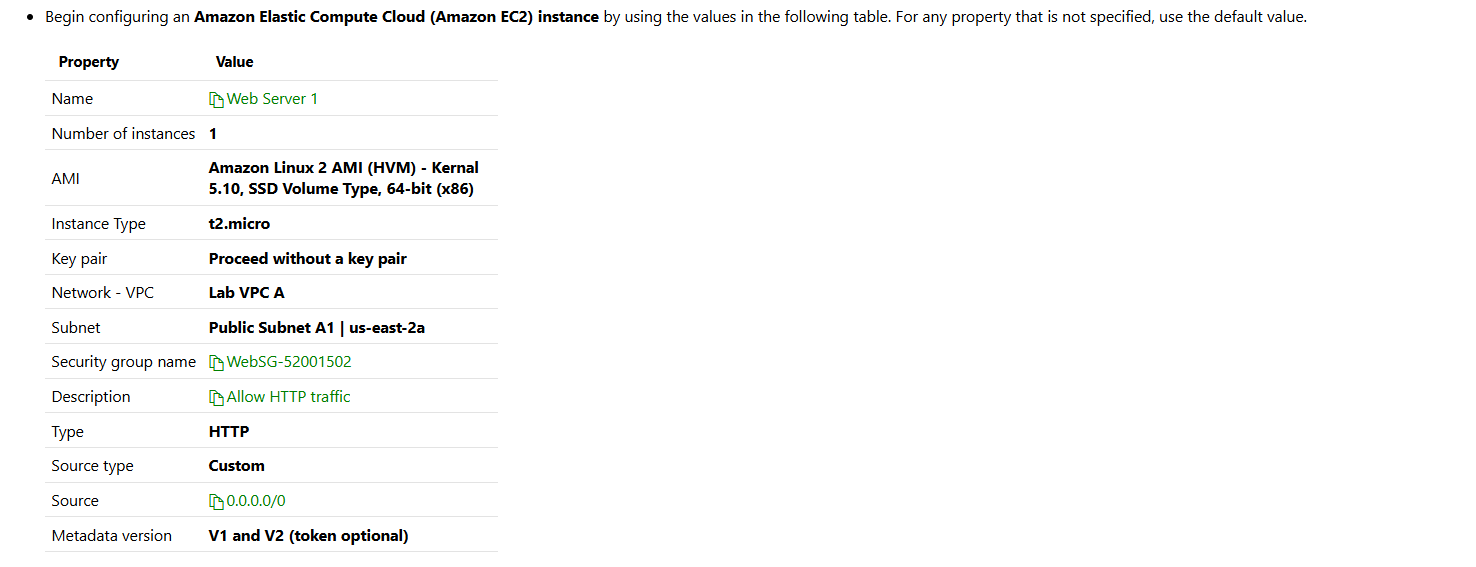 Begin configuring an Amazon Elastic Compute Cloud (Amazon EC2) instance by using the values in the following table. For any property that is not specified, use the default value.
Property Value
Name Web Server 1
Number of instances 1
AMI Amazon Linux 2 AMI (HVM) - Kernal
5.10, SSD Volume Type, 64-bit (x86)
Instance Type t2.micro
Key pair Proceed without a key pair
Network - VPC Lab VPC A
Subnet Public Subnet A1 | us-east-2a
Security group name WebSG-52001502
Description Allow HTTP traffic
Type HTTP
Source type Custom
Source 0.0.0.0/0
Metadata version V1 and V2 (token optional)